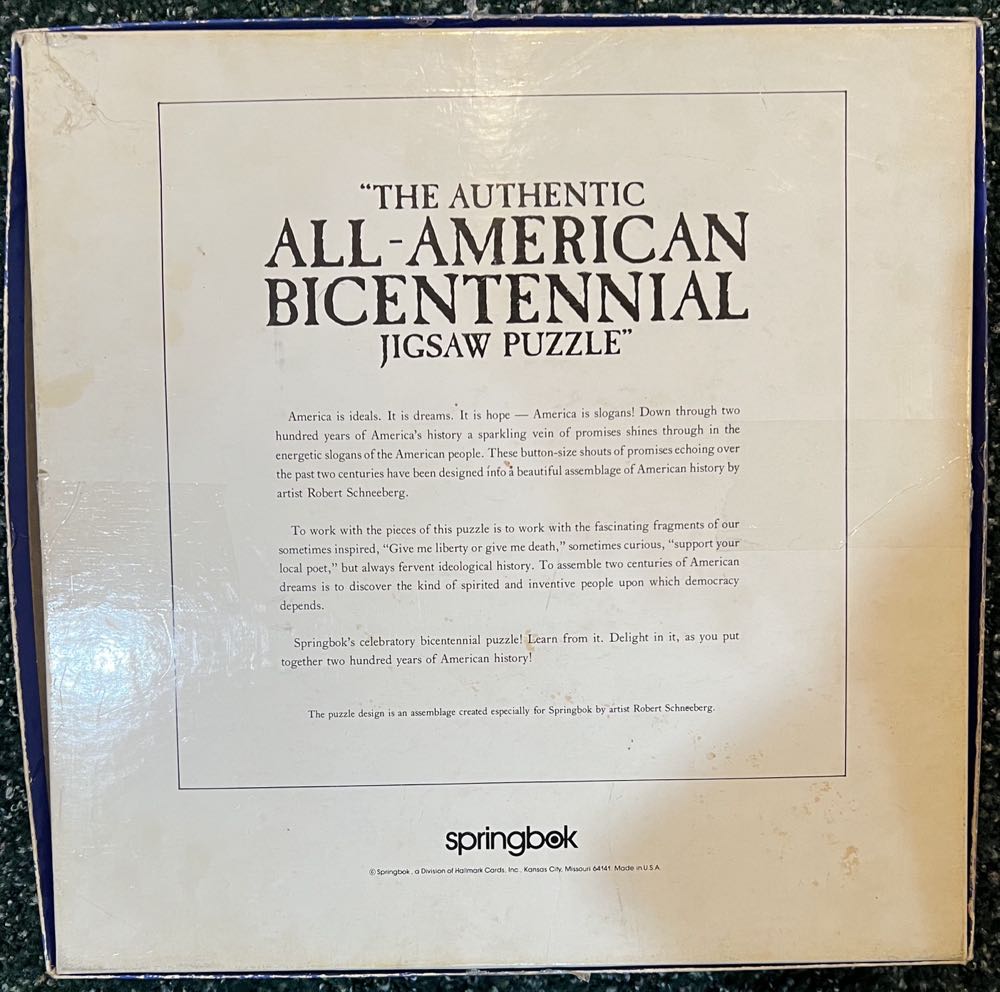 “THE AUTHENTIC
ALL-AMERICAN
BICENTENNIAL
JIGSAW PUZZLE”
America is ideals. It is dreams. It is hope — America is slogans! Down through two
hundred years of America's history a sparkling vein of promises shines through in the
energetic slogans of the American people. These button-size shouts of promises echoing over
the past two centuries have been designed into a beautiful assemblage of American history by
artist Robert Schneeberg.
To work with the pieces of this puzzle is to work with the fascinating fragments of our
sometimes inspired, “Give me liberty or give me death,” sometimes curious, “support your
local poet,” but always fervent ideological history. To assemble two centuries of American
dreams is to discover the kind of spirited and inventive people upon which democracy
depends.
Springbok's celebratory bicentennial puzzle! Learn from it. Delight in it, as you put
together two hundred years of American history!
The puzzle design is an assemblage created especially for Springbok by artist Robert Schneeberg.
springbok
© Springbok, a Division of Hallmark Cards, Inc., Kansas City, Missouri 64141. Made in U.S.A.